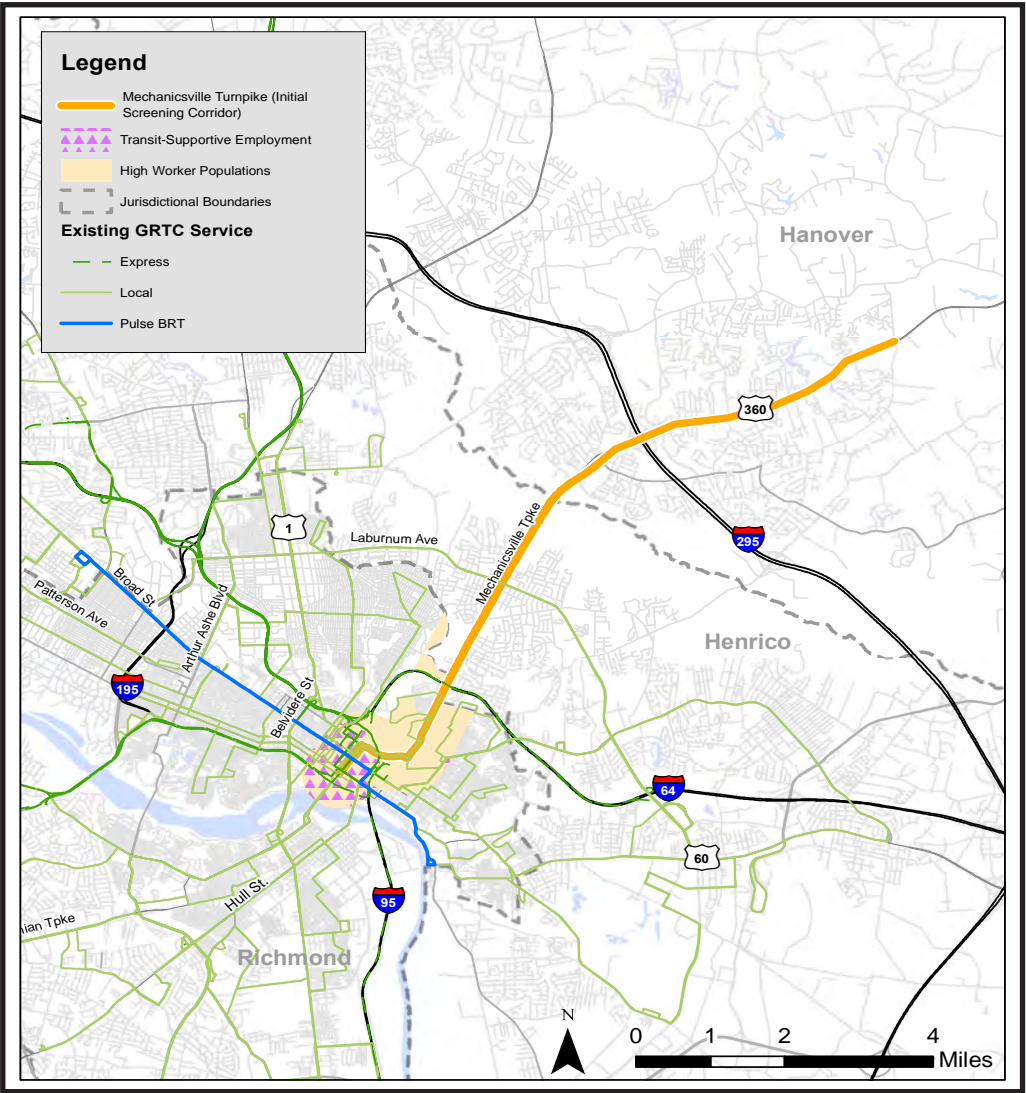 Legend
Mechanicsville Turnpike (Initial
Screening Corridor)
Transit-Supportive Employment
High Worker Populations
Jurisdictional Boundaries
Existing GRTC Service
Express
Local
Pulse BRT
Hanover
360
Mechanicsville Tpke
1
Laburnum Ave
295
Broad St
Patterson Ave
Arthur Ashe Blvd
Henrico
195
Belvidere St
64
60
Hull St.
95
nian Tpke
Richmond
N
0 1 2 4
Miles